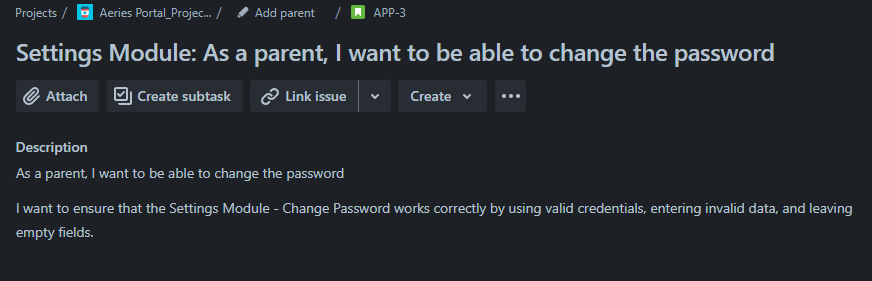 Projects / Aeries Portal_Projec... / Add parent / APP-3
Settings Module: As a parent, I want to be able to change the password
Attach Create subtask Link issue Create
Description
As a parent, I want to be able to change the password
I want to ensure that the Settings Module - Change Password works correctly by using valid credentials, entering invalid data, and leaving
empty fields.